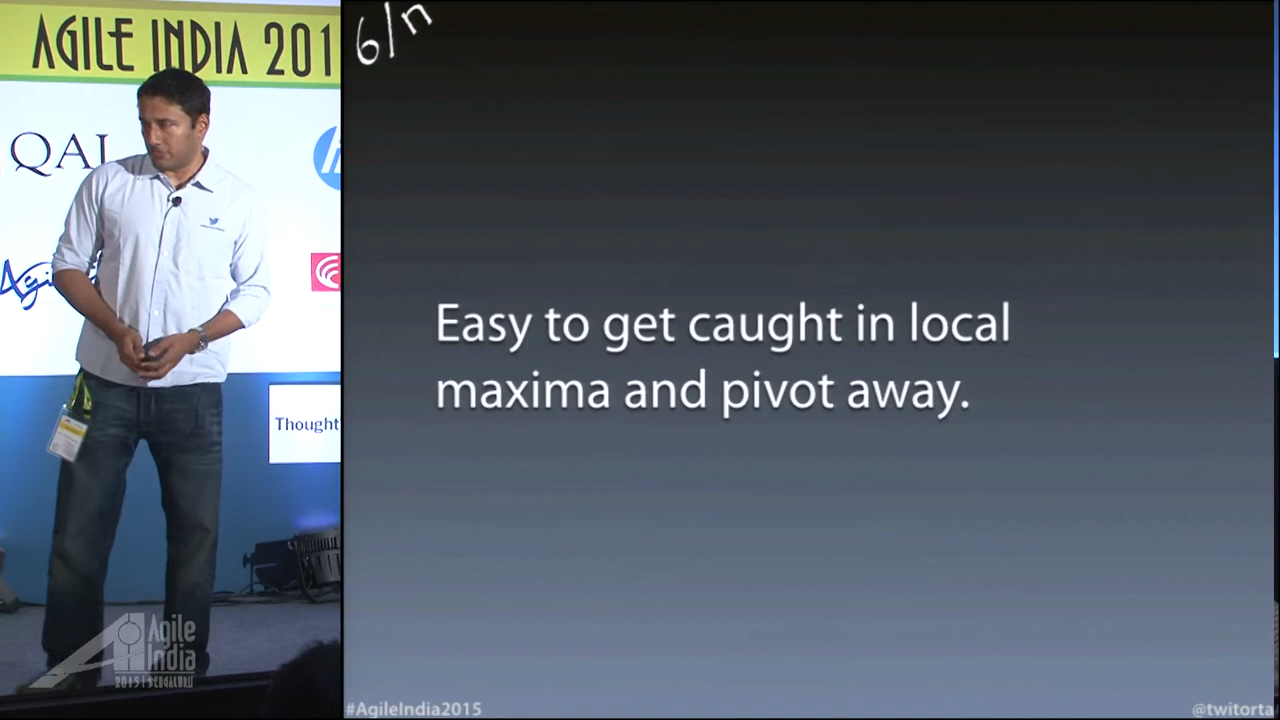 AGILE INDIA 201
QAI
Thought
Agile
India
2015 | BENGALURU
6/n
Easy to get caught in local
maxima and pivot away.
#AgileIndia2015
@twitorta